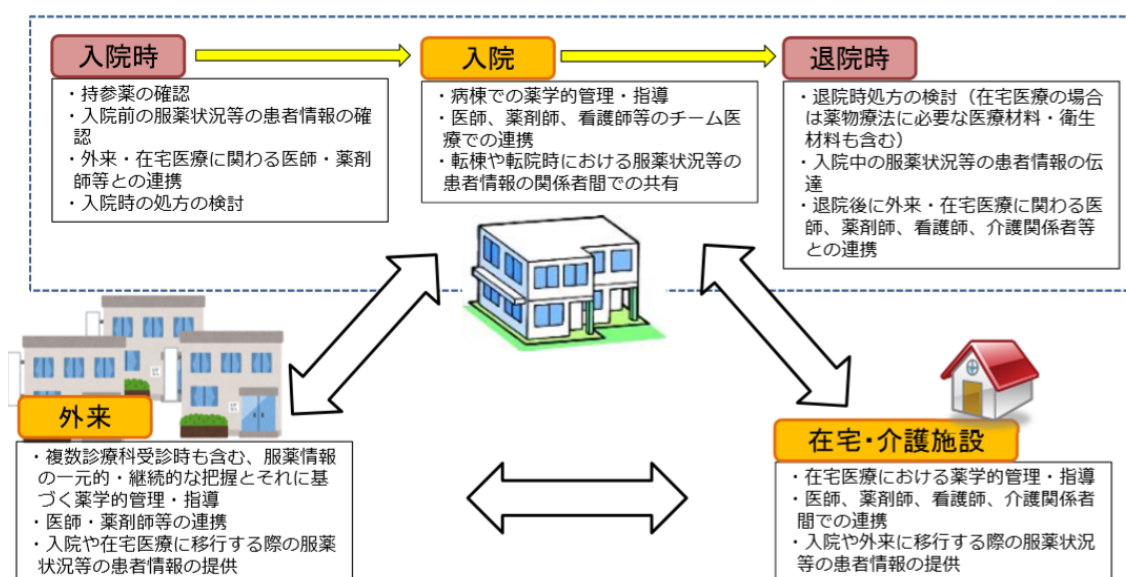 入院時
・持参薬の確認
・入院前の服薬状況等の患者情報の確
認
・外来・在宅医療に関わる医師・薬剤
師等との連携
・入院時の処方の検討
入院
・病棟での薬学的管理・指導
・医師、薬剤師、看護師等のチーム医
療での連携
・転棟や転院時における服薬状況等の
患者情報の関係者間での共有
退院時
・退院時処方の検討（在宅医療の場合
は薬物療法に必要な医療材料・衛生
材料も含む）
・入院中の服薬状況等の患者情報の伝
達
・退院後に外来・在宅医療に関わる医
師、薬剤師、看護師、介護関係者等
との連携
外来
・複数診療科受診時も含む、服薬情報
の一元的・継続的な把握とそれに基
づく薬学的管理・指導
・医師・薬剤師等の連携
・入院や在宅医療に移行する際の服薬
状況等の患者情報の提供
在宅・介護施設
・在宅医療における薬学的管理・指導
・医師、薬剤師、看護師、介護関係者
間での連携
・入院や外来に移行する際の服薬状況
等の患者情報の提供